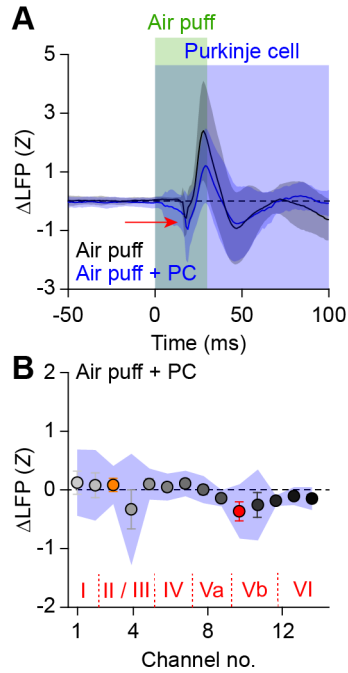 A
Air puff
Purkinje cell
ΔLFP (Z)
5
3
1
-1
-3
Air puff
Air puff + PC
-50
0
50
100
Time (ms)
B
Air puff + PC
ΔLFP (Z)
2
1
0
-1
-2
I
II / III
IV
Va
Vb
VI
1
4
8
12
Channel no.